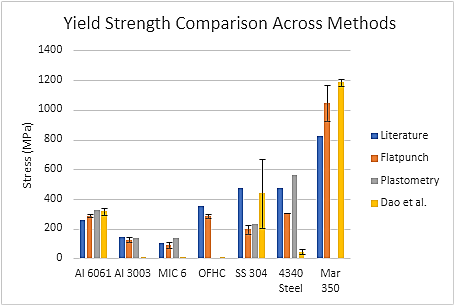 Yield Strength Comparison Across Methods
1400
1200
1000
800
600
400
200
0
Stress (MPa)
Al 6061 Al 3003 MIC 6 OFHC SS 304 4340 Mar
Steel 350
Literature
Flatpunch
Plastometry
Dao et al.